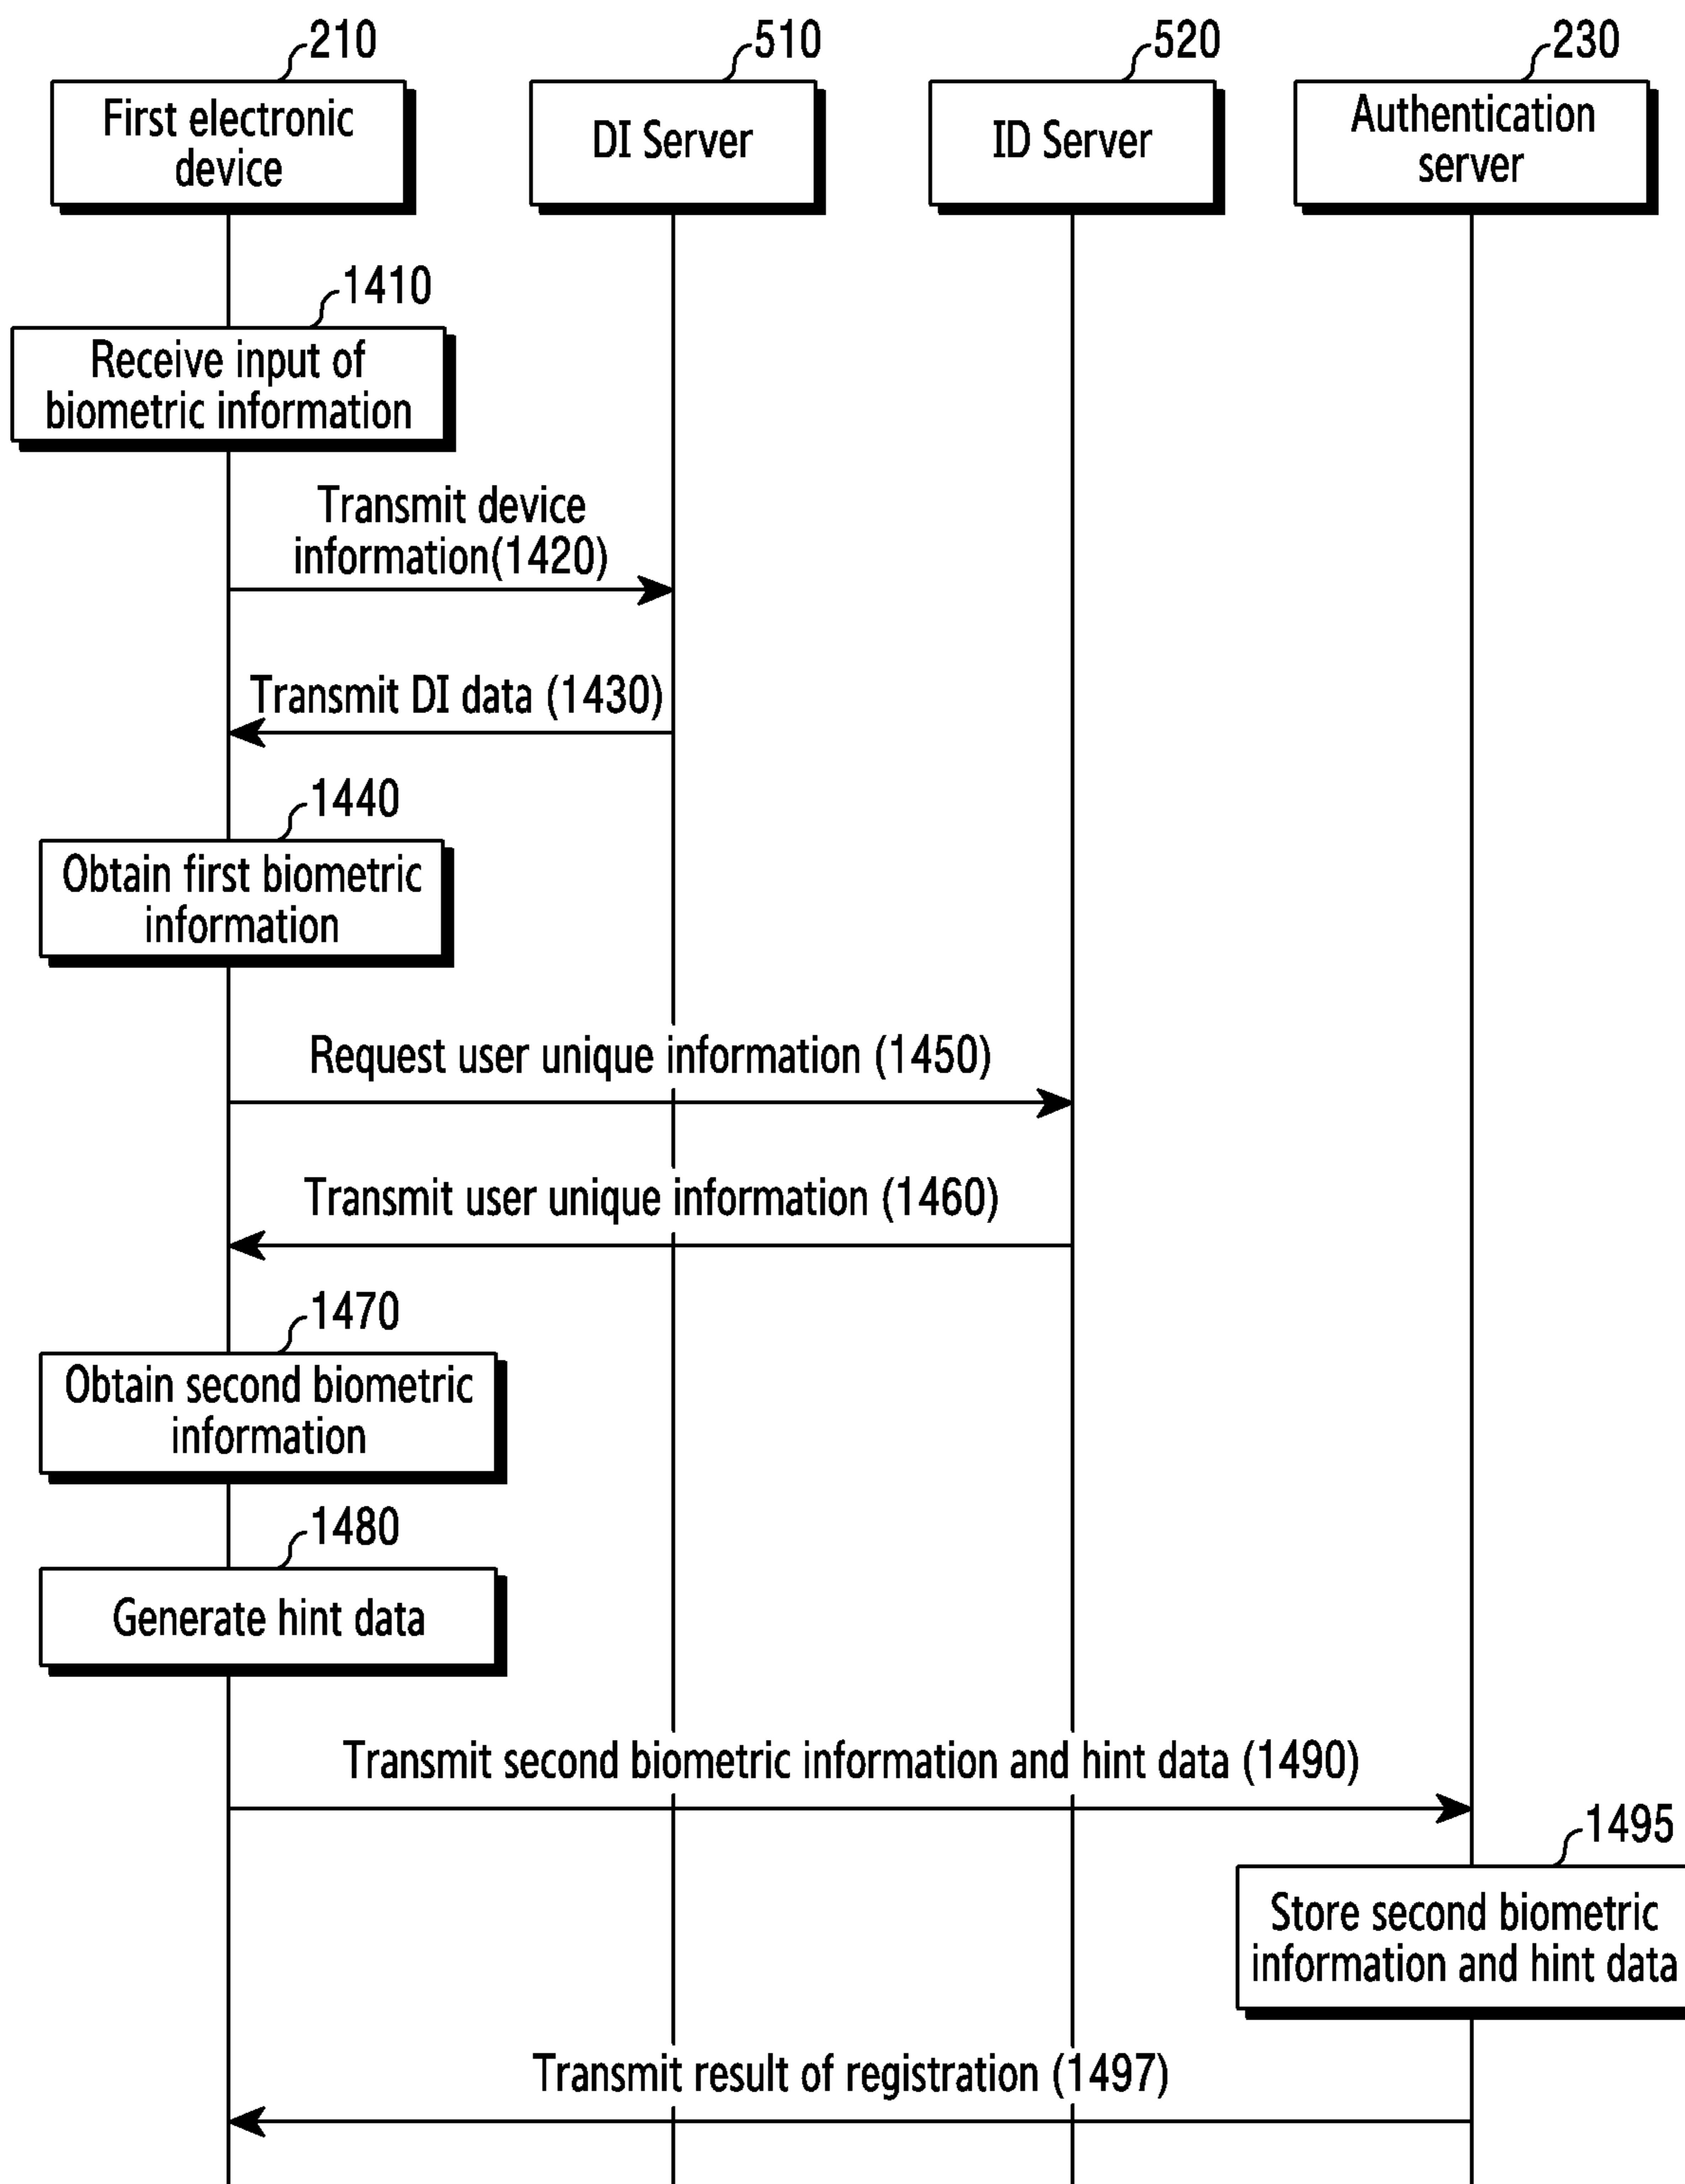 210
510
520
230
First electronic
device
DI Server
ID Server
Authentication
server
1410
Receive input of
biometric information
Transmit device
information(1420)
Transmit DI data (1430)
1440
Obtain first biometric
information
Request user unique information (1450)
Transmit user unique information (1460)
1470
Obtain second biometric
information
1480
Generate hint data
Transmit second biometric information and hint data (1490)
1495
Store second biometric
information and hint data
Transmit result of registration (1497)